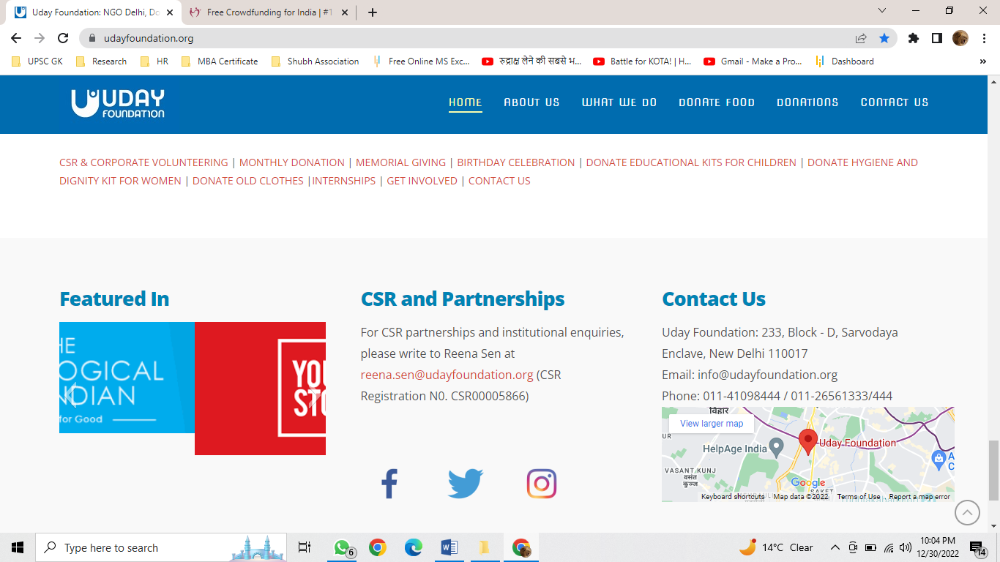 Uday Foundation: NGO Delhi, Do
Free Crowdfunding for India | #1
udayfoundation.org
UPSC GK
Research
HR
MBA Certificate
Shubh Association
Free Online MS Exc...
रुद्राक्ष लेने की सबसे भ...
Battle for KOTA! | H...
Gmail - Make a Pro...
Dashboard
»
UDAY
FOUNDATION
HOME
ABOUT US
WHAT WE DO
DONATE FOOD
DONATIONS
CONTACT US
CSR & CORPORATE VOLUNTEERING | MONTHLY DONATION | MEMORIAL GIVING | BIRTHDAY CELEBRATION | DONATE EDUCATIONAL KITS FOR CHILDREN | DONATE HYGIENE AND
DIGNITY KIT FOR WOMEN | DONATE OLD CLOTHES |INTERNSHIPS | GET INVOLVED | CONTACT US
Featured In
HE
OGICAL
NDIAN
for Good
YOU
STO
CSR and Partnerships
For CSR partnerships and institutional enquiries,
please write to Reena Sen at
reena.sen@udayfoundation.org (CSR
Registration N0. CSR00005866)
Contact Us
Uday Foundation: 233, Block - D, Sarvodaya
Enclave, New Delhi 110017
Email: info@udayfoundation.org
Phone: 011-41098444 / 011-26561333/444
विहार
View larger map
UR
HelpAge India
Uday Foundation
VASANT KUNJ
वसंत
कुञ्ज
A
C
Google
SAKET
Keyboard shortcuts
Map data ©2022
Terms of Use
Report a map error
Type here to search
6
14°C Clear
10:04 PM
12/30/2022
14